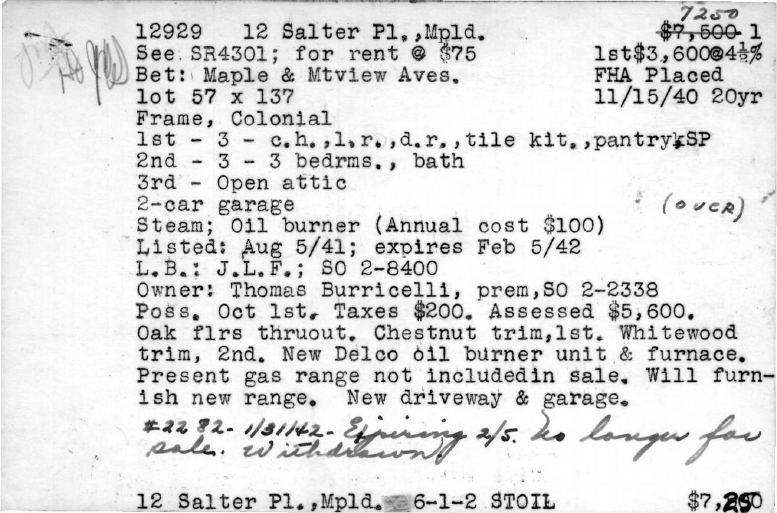 7250
12929 12 Salter Pl.,Mpld. $7,500 1
See SR4301; for rent @ $75 1st$3,600@4½%
Bet: Maple & Mtview Aves. FHA Placed
lot 57 x 137 11/15/40 20yr
Frame, Colonial
1st - 3 - c.h.,l.r.,d.r.,tile kit.,pantry,SP
2nd - 3 - 3 bedrms., bath
3rd - Open attic
2-car garage (OVER)
Steam; Oil burner (Annual cost $100)
Listed: Aug 5/41; expires Feb 5/42
L.B.: J.L.F.; SO 2-8400
Owner: Thomas Burricelli, prem,SO 2-2338
Poss. Oct 1st. Taxes $200. Assessed $5,600.
Oak flrs thruout. Chestnut trim,1st. Whitewood
trim, 2nd. New Delco oil burner unit & furnace.
Present gas range not includedin sale. Will furn-
ish new range. New driveway & garage.
#2282- 1/31/42- Expiring 2/5. No longer for
sale. Withdrawn.
12 Salter Pl.,Mpld. 6-1-2 STOIL $7,250